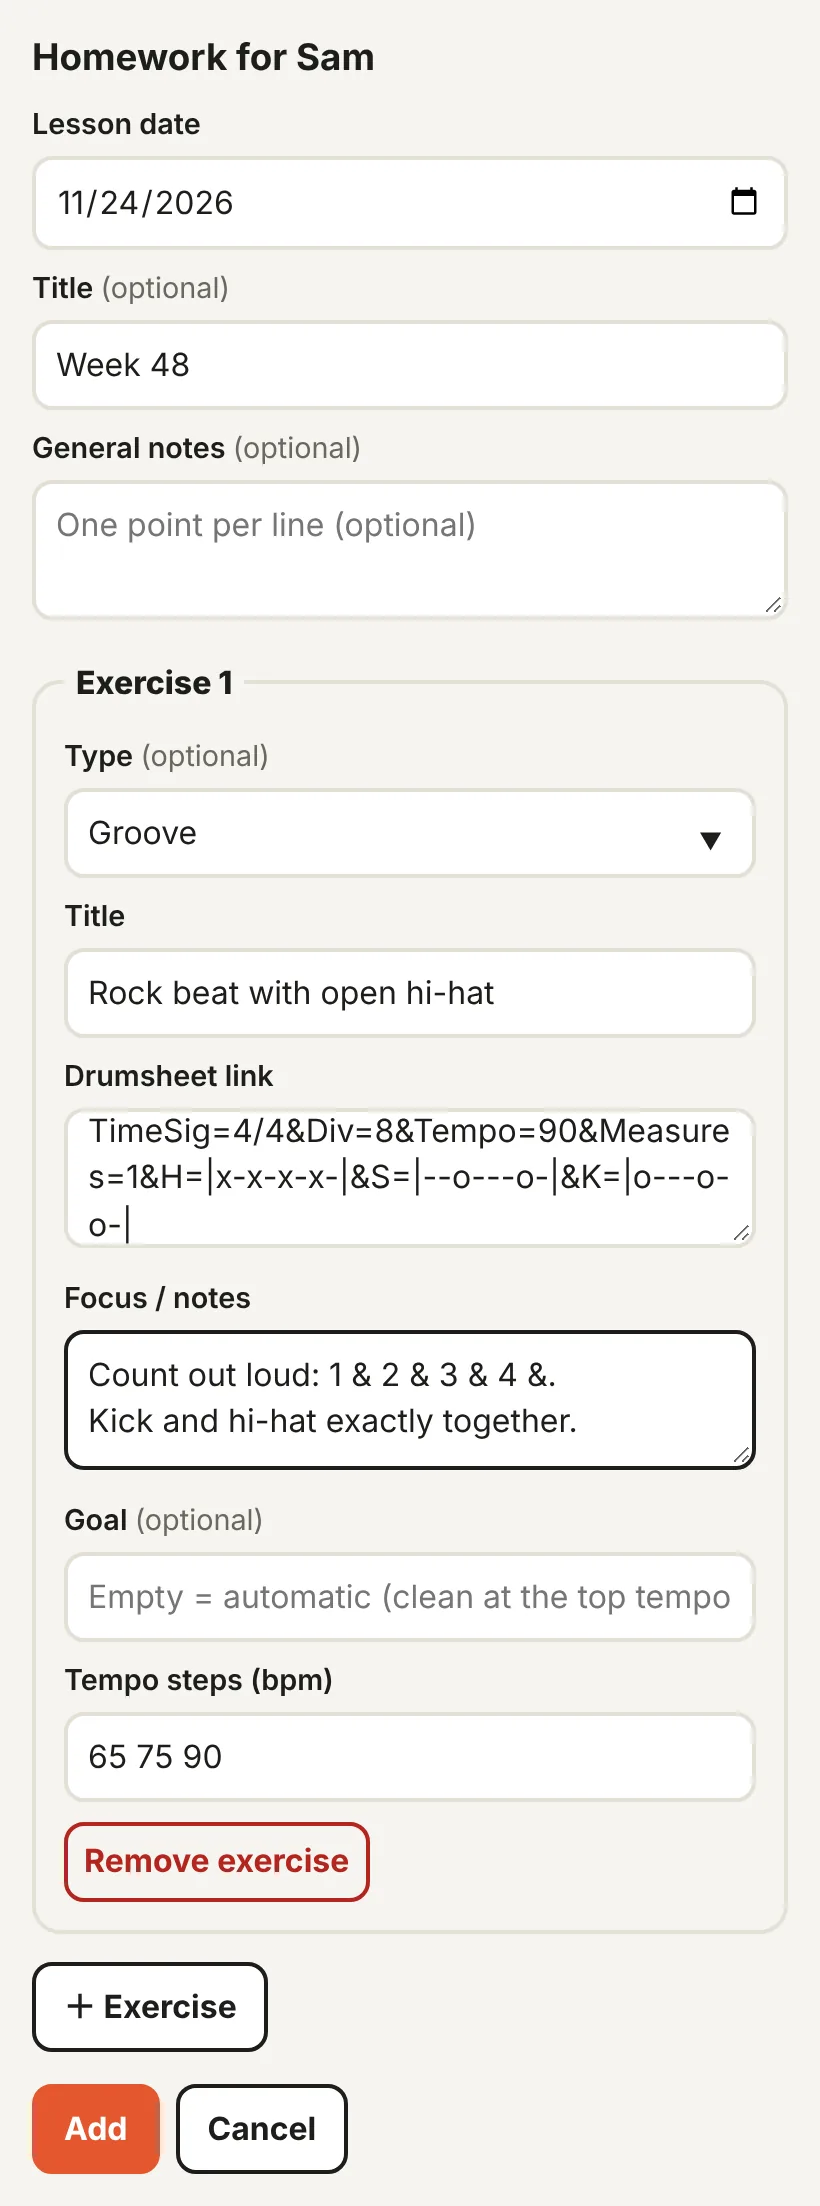 Homework for Sam
Lesson date
11/24/2026
Title (optional)
Week 48
General notes (optional)
One point per line (optional)
Exercise 1
Type (optional)
Groove
Title
Rock beat with open hi-hat
Drumsheet link
TimeSig=4/4&Div=8&Tempo=90&Measure
s=1&H=|x-x-x-x-|&S=|--o---o-|&K=|o---o-
o-|
Focus / notes
Count out loud: 1 & 2 & 3 & 4 &.
Kick and hi-hat exactly together.
Goal (optional)
Empty = automatic (clean at the top tempo
Tempo steps (bpm)
65 75 90
Remove exercise
+ Exercise
Add
Cancel